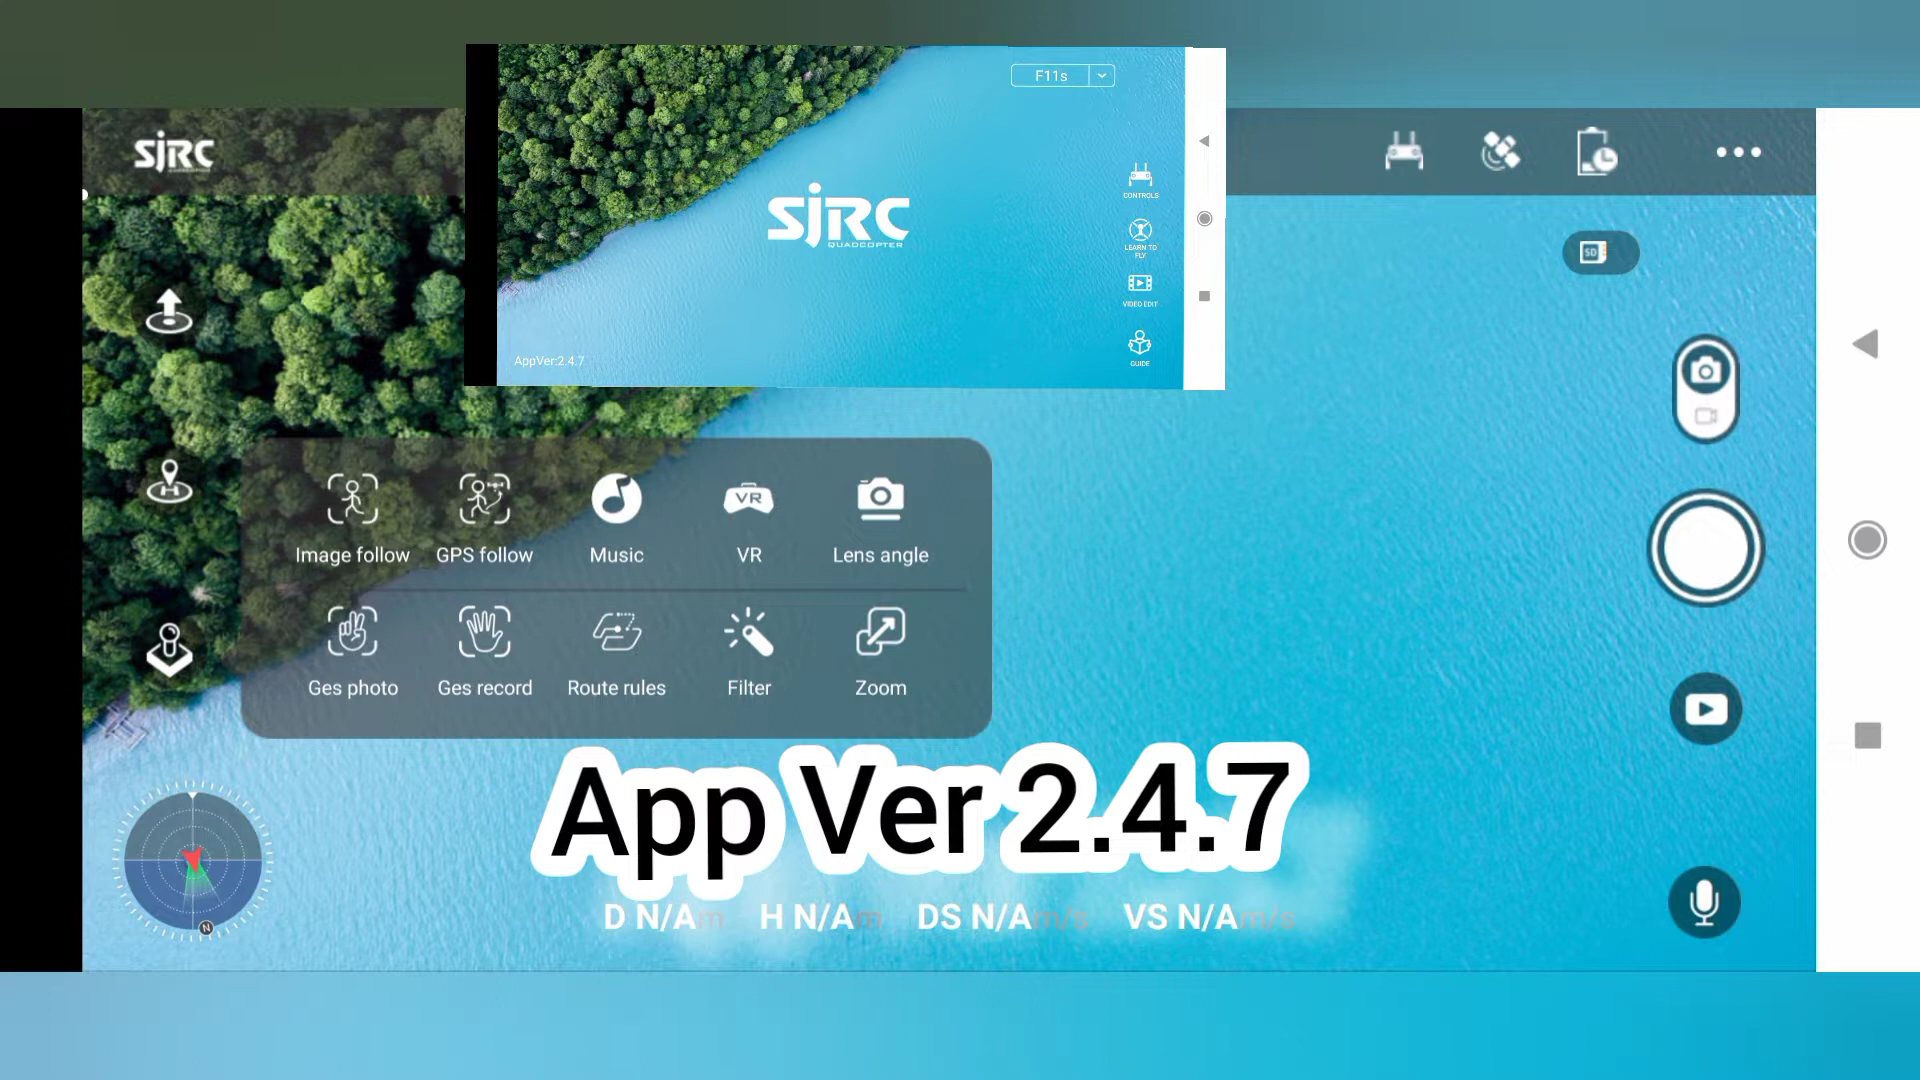 F11s
SJRC
QUADCOPTER
CONTROLS
LEARN TO
FLY
VIDEO EDIT
GUIDE
AppVer:2.4.7
SJRC
SD
Image follow
GPS follow
Music
VR
VR
Lens angle
Ges photo
Ges record
Route rules
Filter
Zoom
App Ver 2.4.7
D N/Am H N/Am DS N/Am/s VS N/Am/s
N